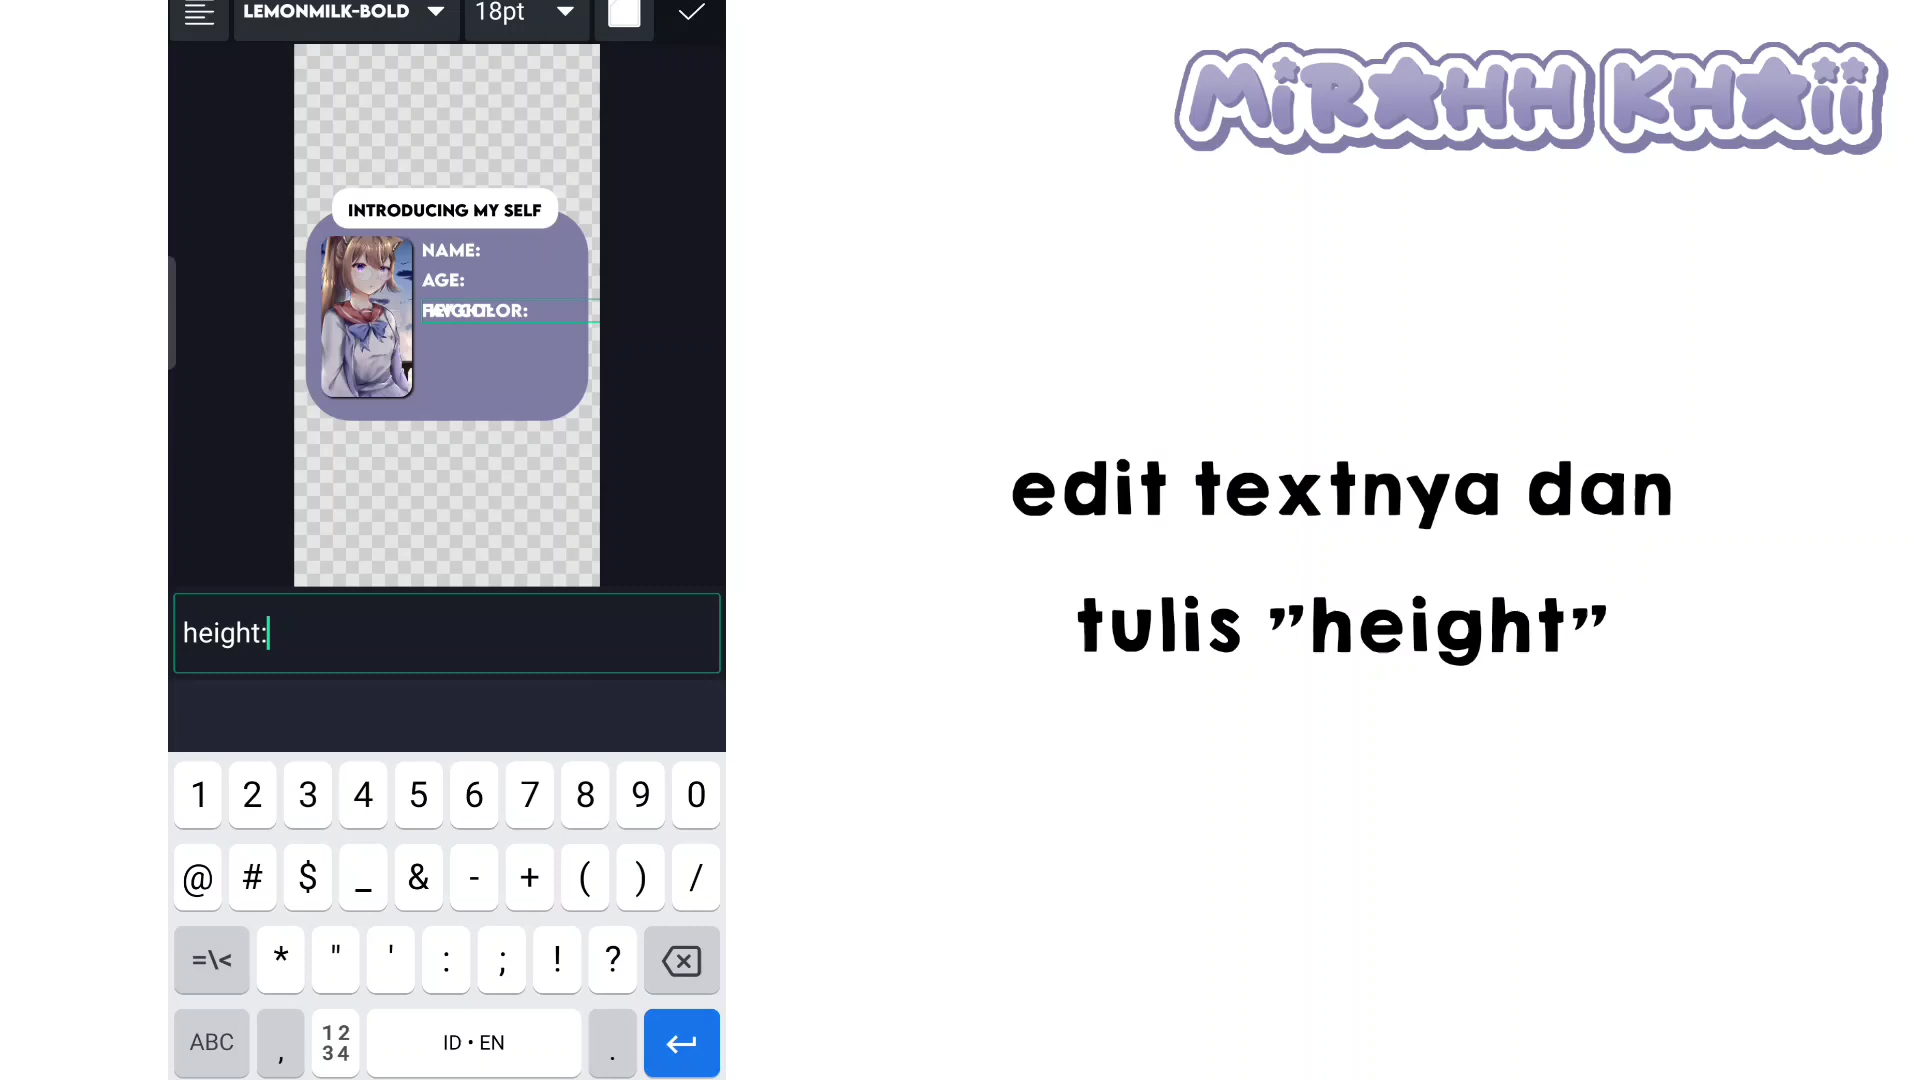 LEMONMILK-BOLD
18pt
MiRAHH KHAii
INTRODUCING MY SELF
NAME:
AGE:
edit textnya dan
tulis ”height”
height:
1 2 3 4 5 6 7 8 9 0
@ # $ _ & - + ( ) /
=\< * " ' : ; ! ?
ABC , 12 ID • EN .
34